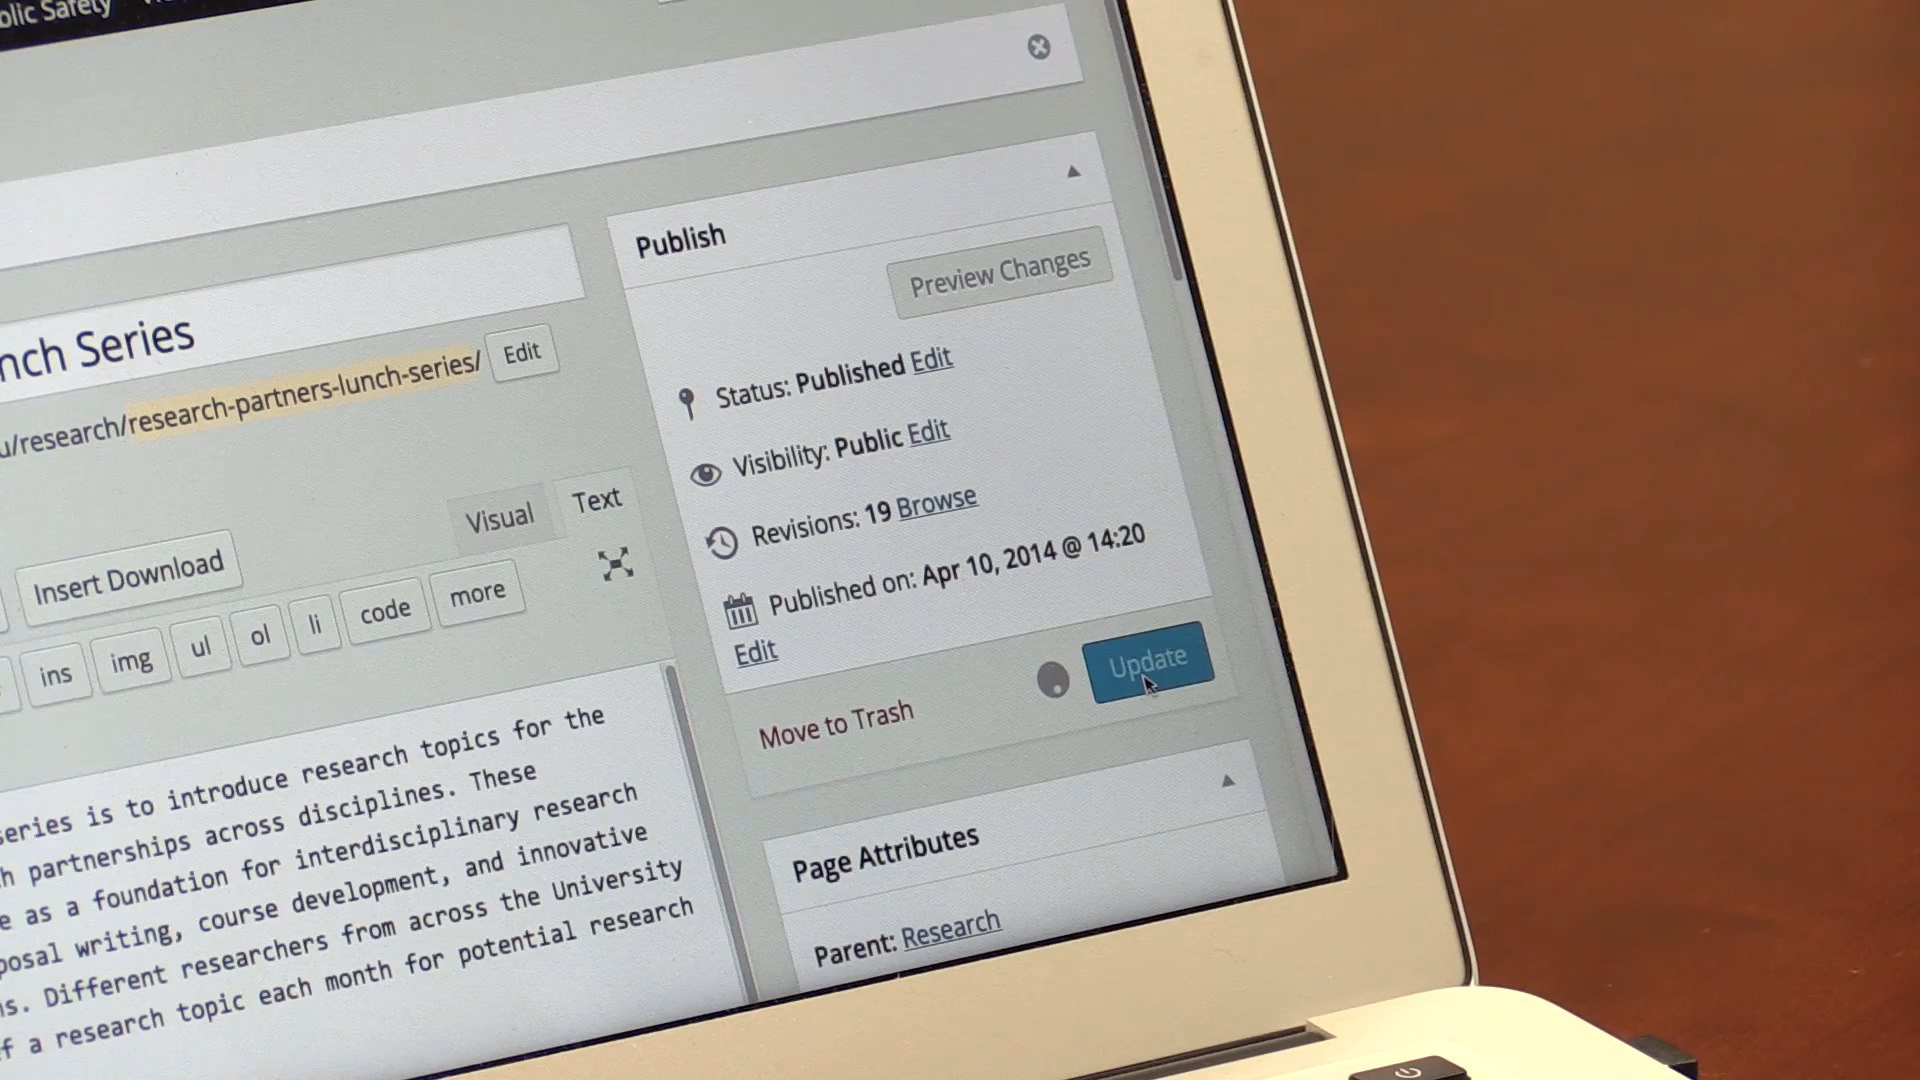 Safety
Publish
Preview Changes
nch Series
u/research/research-partners-lunch-series/ Edit
Status: Published Edit
Visibility: Public Edit
Visual Text
Revisions: 19 Browse
Insert Download
Published on: Apr 10, 2014 @ 14:20
Edit
ins img ul ol li code more
Move to Trash
Update
series is to introduce research topics for the
h partnerships across disciplines. These
e as a foundation for interdisciplinary research
posal writing, course development, and innovative
ns. Different researchers from across the University
f a research topic each month for potential research
Page Attributes
Parent: Research